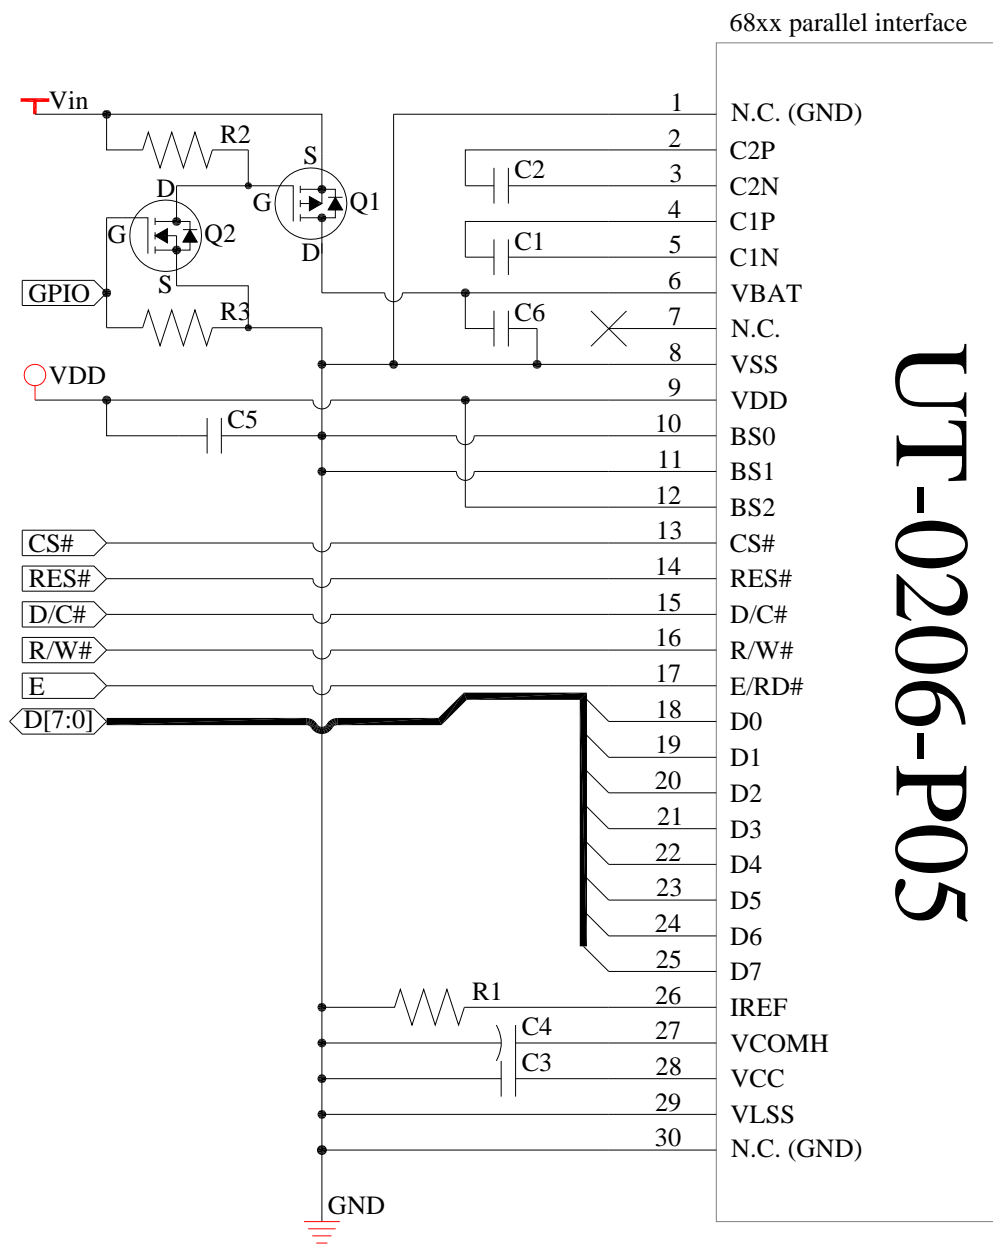 68xx parallel interface
Vin
R2
S
D
G
Q1
G
Q2
D
S
GPIO
R3
C2
C1
C6
VDD
C5
CS#
RES#
D/C#
R/W#
E
D[7:0]
R1
C4
C3
GND
1 N.C. (GND)
2 C2P
3 C2N
4 C1P
5 C1N
6 VBAT
7 N.C.
8 VSS
9 VDD
10 BS0
11 BS1
12 BS2
13 CS#
14 RES#
15 D/C#
16 R/W#
17 E/RD#
18 D0
19 D1
20 D2
21 D3
22 D4
23 D5
24 D6
25 D7
26 IREF
27 VCOMH
28 VCC
29 VLSS
30 N.C. (GND)
UT-0206-P05